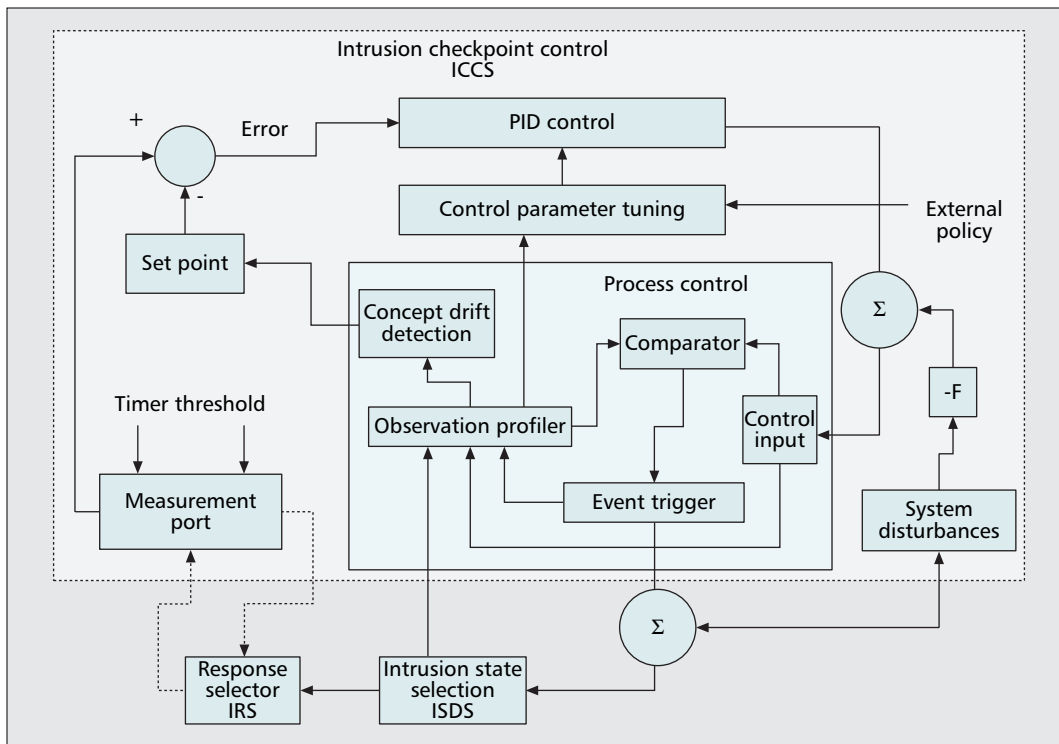 Intrusion checkpoint control
ICCS
+
Error
PID control
-
Control parameter tuning
External
policy
Set point
Process control
Concept drift
detection
Comparator
Σ
-F
Timer threshold
Observation profiler
Control
input
Measurement
port
Event trigger
System
disturbances
Σ
Response
selector
IRS
Intrusion state
selection
ISDS